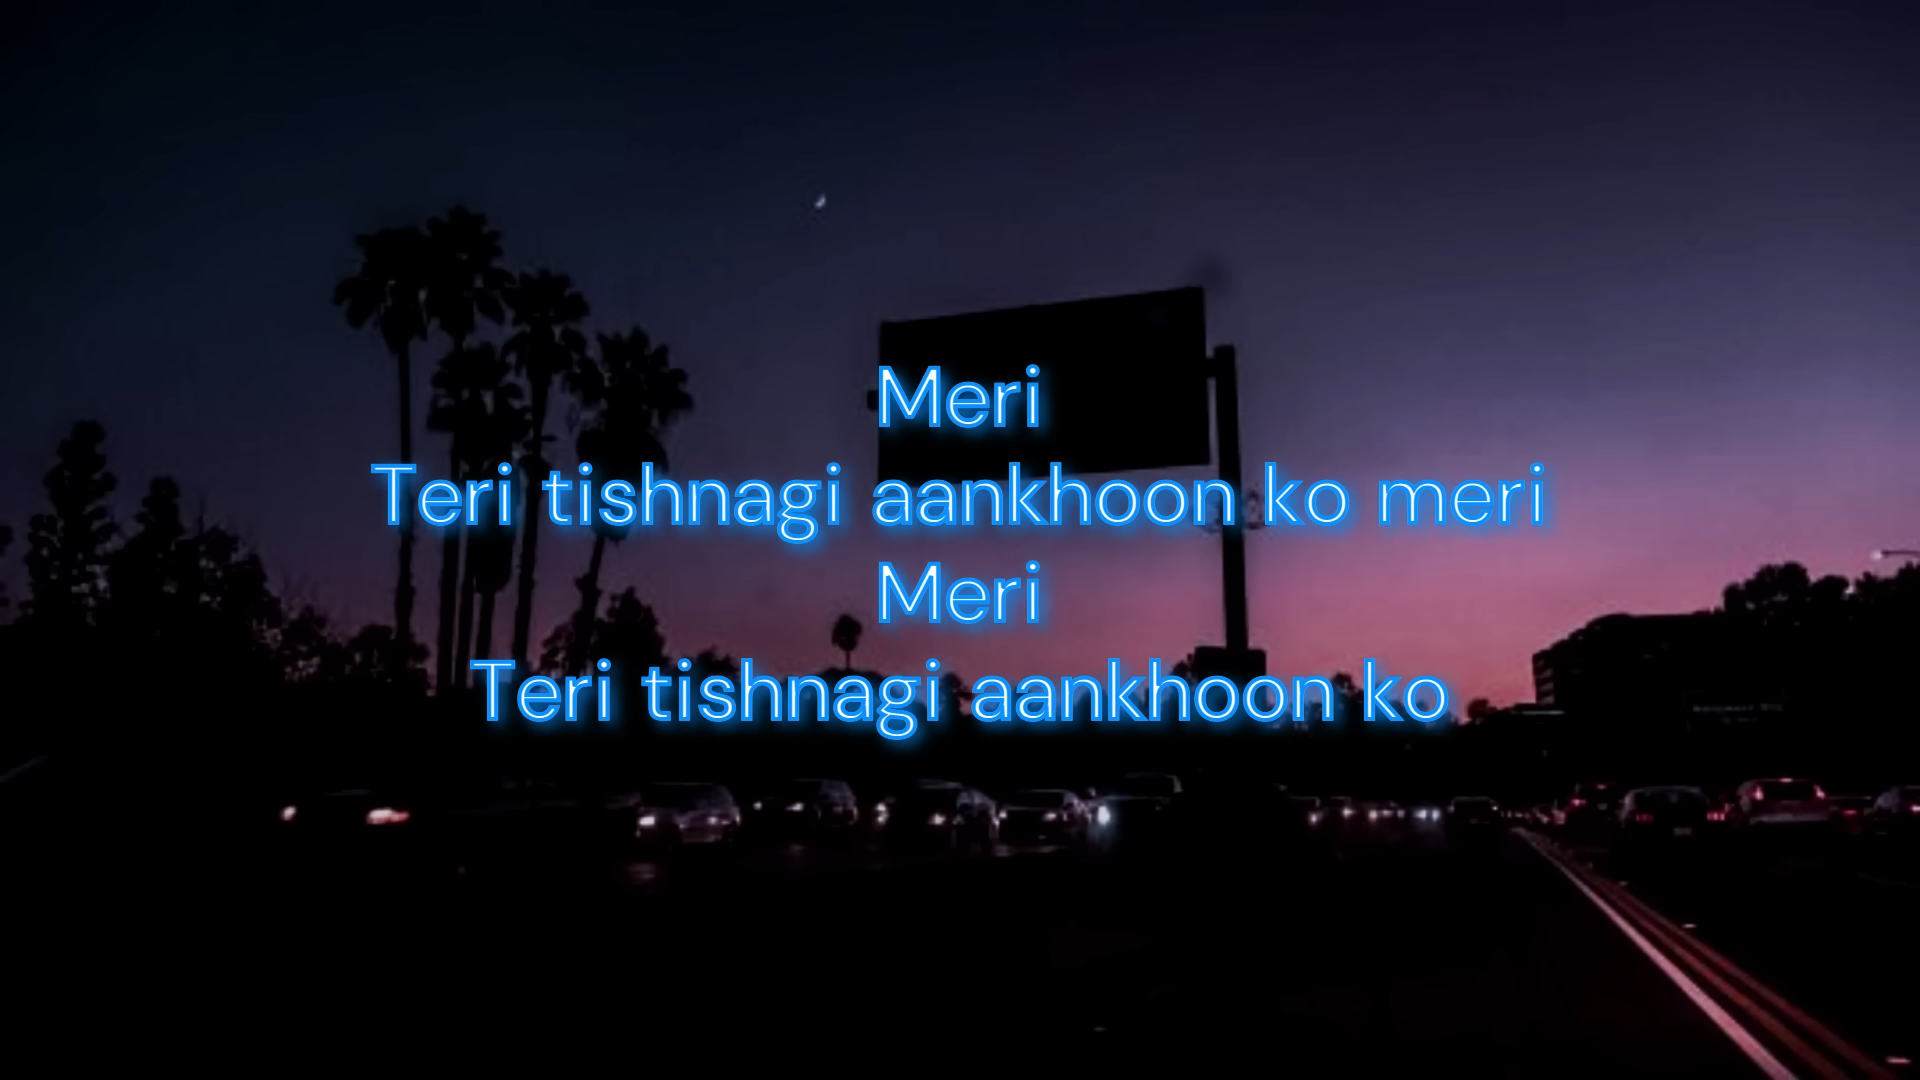 Meri
Teri tishnagi aankhoon ko meri
Meri
Teri tishnagi aankhoon ko